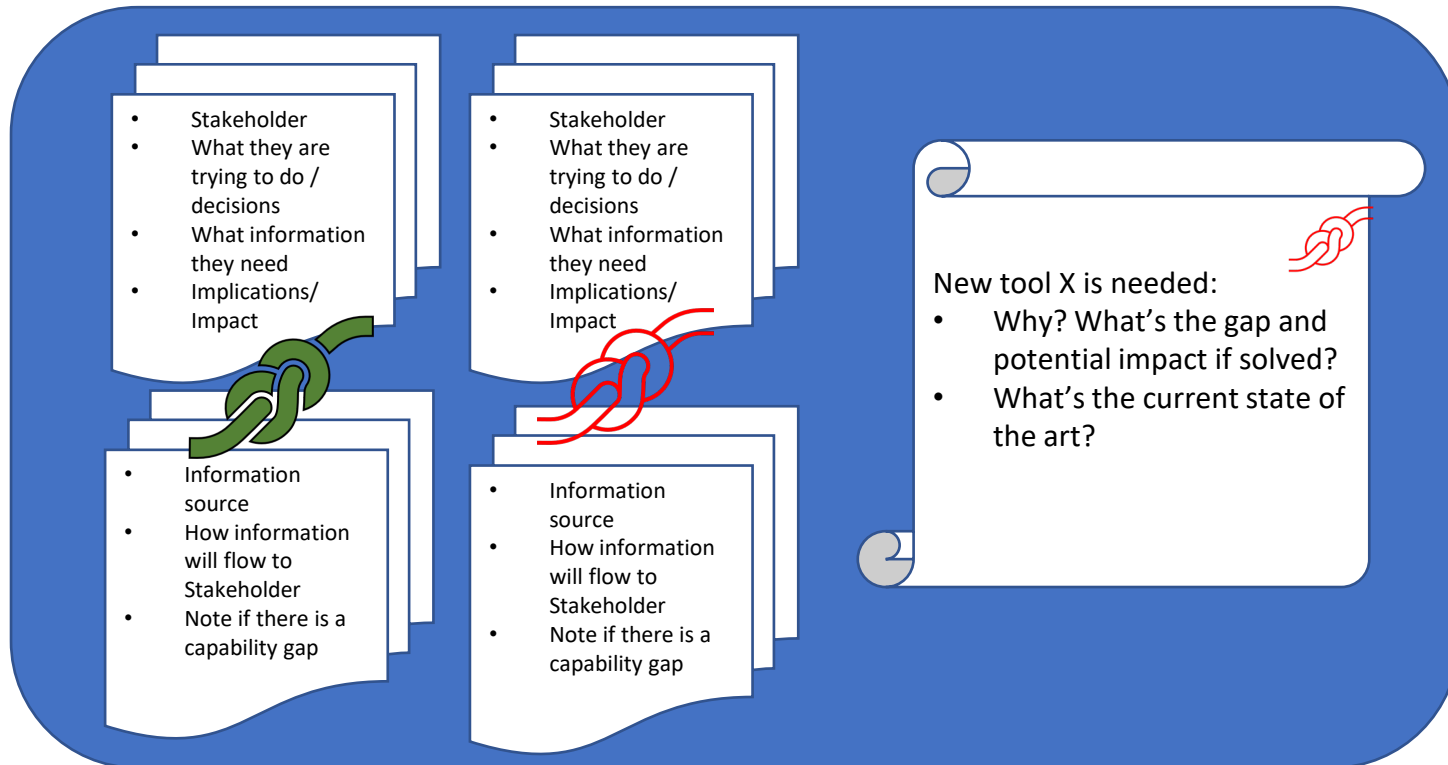 • Stakeholder
• What they are
trying to do /
decisions
• What information
they need
• Implications/
Impact
• Information
source
• How information
will flow to
Stakeholder
• Note if there is a
capability gap
• Stakeholder
• What they are
trying to do /
decisions
• What information
they need
• Implications/
Impact
• Information
source
• How information
will flow to
Stakeholder
• Note if there is a
capability gap
New tool X is needed:
• Why? What’s the gap and
potential impact if solved?
• What’s the current state of
the art?